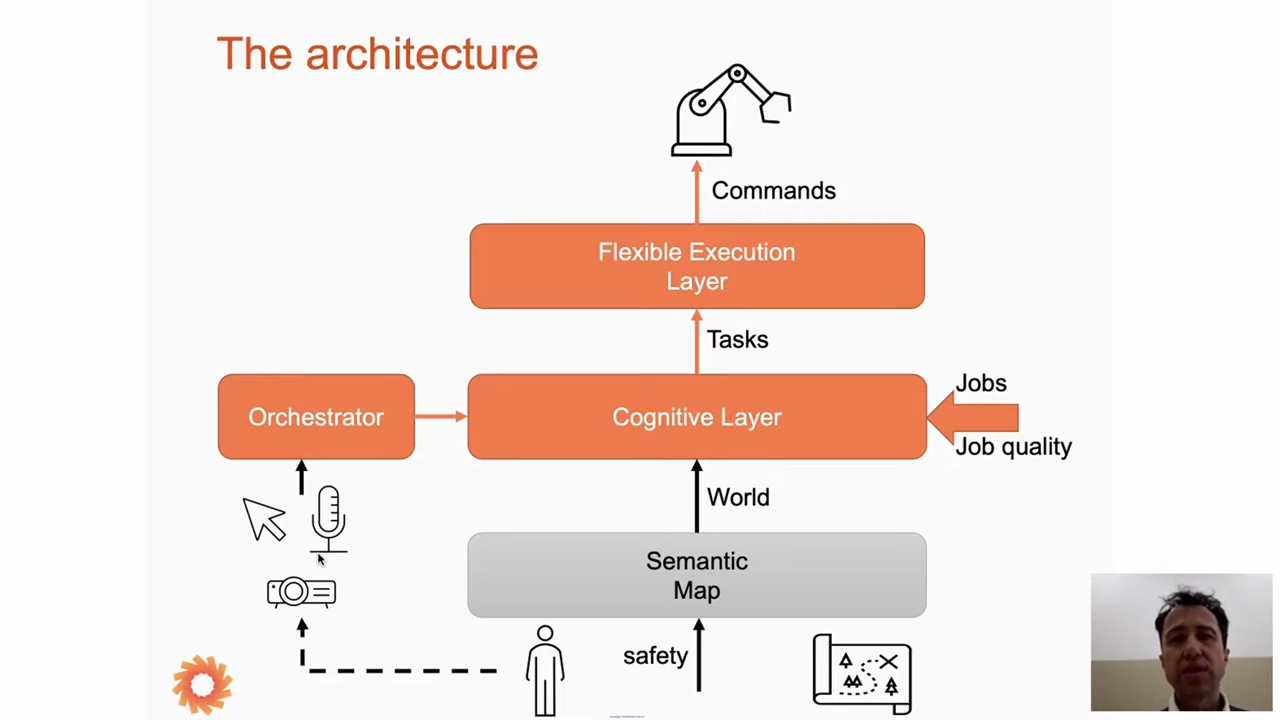 The architecture
Commands
Flexible Execution
Layer
Tasks
Orchestrator
Cognitive Layer
Jobs
Job quality
World
Semantic
Map
safety